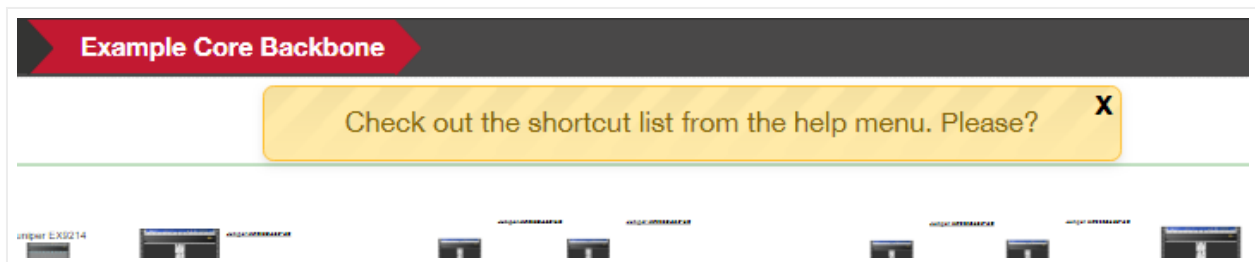 Example Core Backbone
Check out the shortcut list from the help menu. Please?
X
uniper EX9214